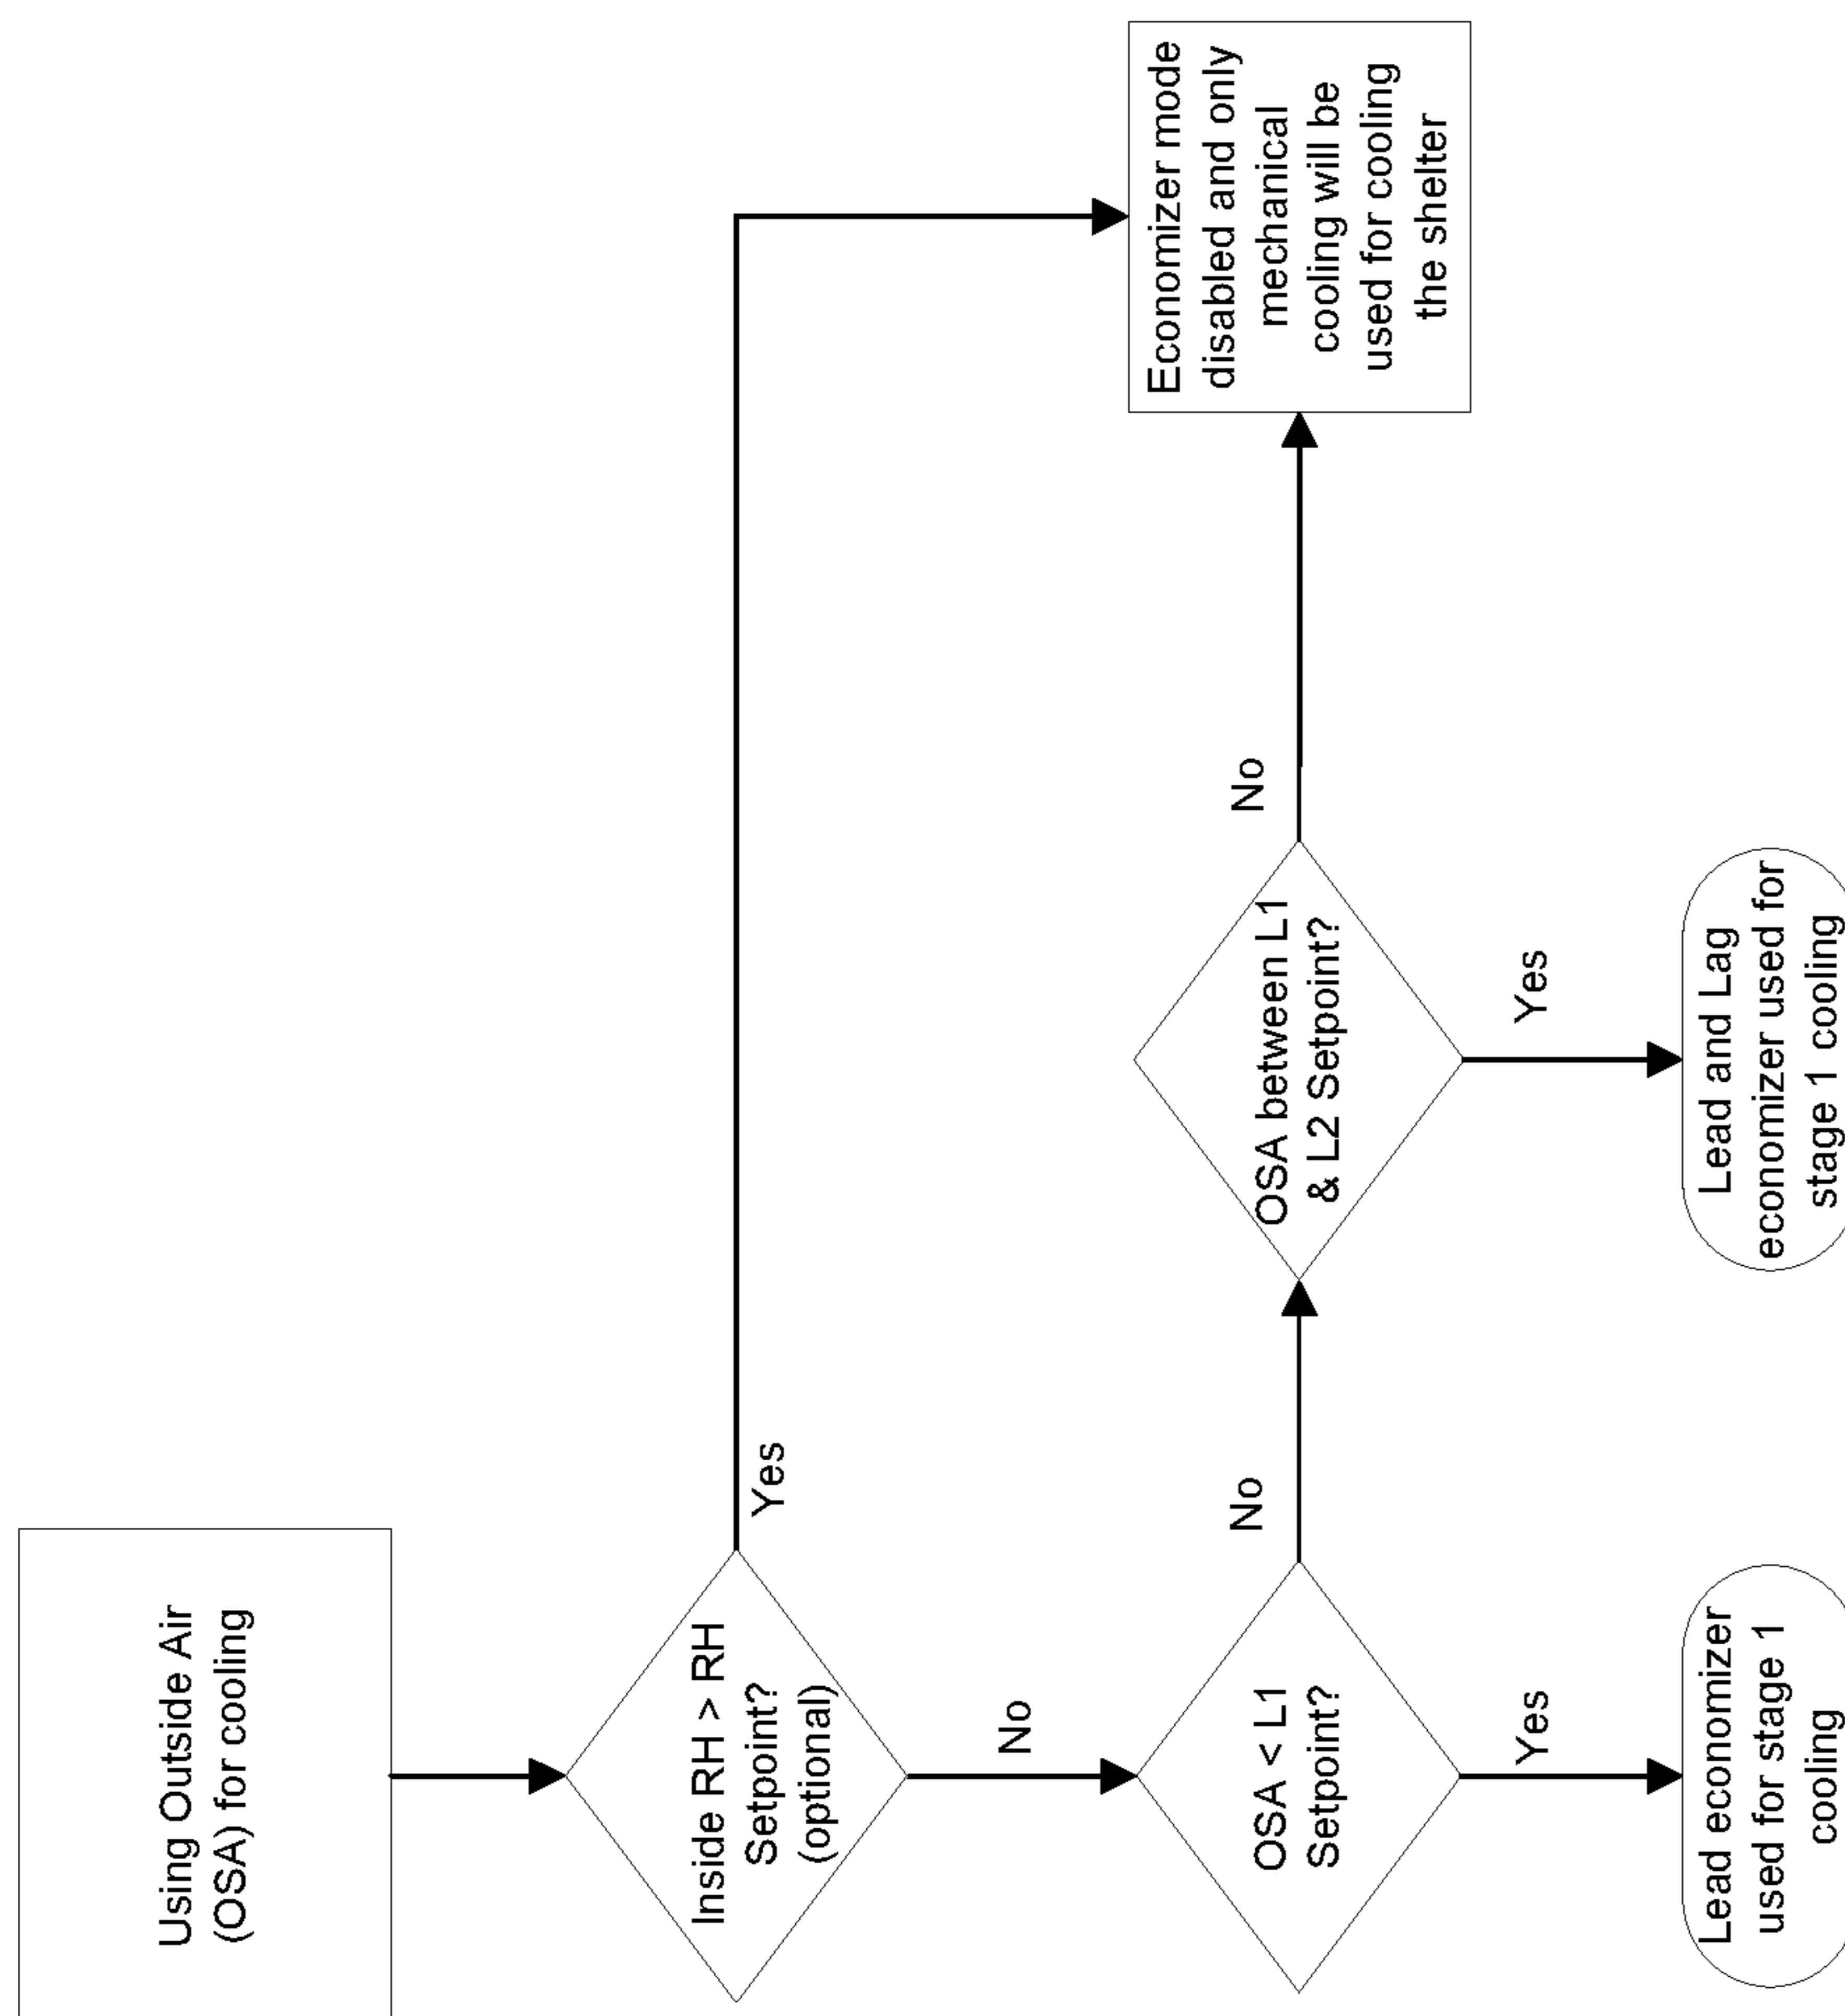 Using Outside Air
(OSA) for cooling
Inside RH > RH
Setpoint?
(optional)
Yes
No
OSA < L1
Setpoint?
No
Yes
OSA between L1
& L2 Setpoint?
No
Yes
Economizer mode
disabled and only
mechanical
cooling will be
used for cooling
the shelter
Lead economizer
used for stage 1
cooling
Lead and Lag
economizer used for
stage 1 cooling